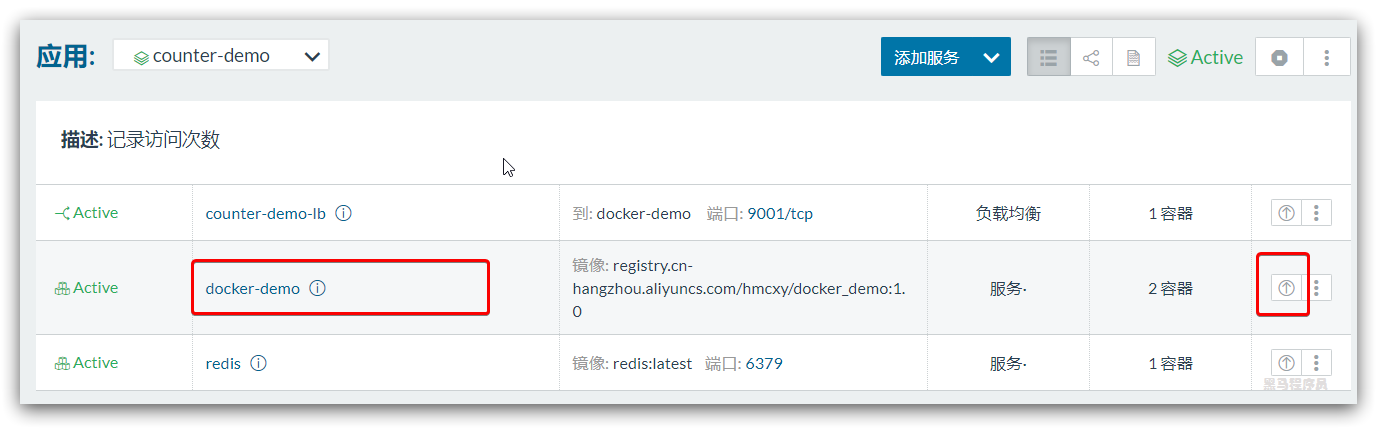 应用: counter-demo 添加服务 Active
描述: 记录访问次数
Active counter-demo-lb 到: docker-demo 端口: 9001/tcp 负载均衡 1 容器
镜像: registry.cn-
Active docker-demo hangzhou.aliyuncs.com/hmcxy/docker_demo:1. 服务· 2 容器
0
Active redis 镜像: redis:latest 端口: 6379 服务· 1 容器
黑马程序员